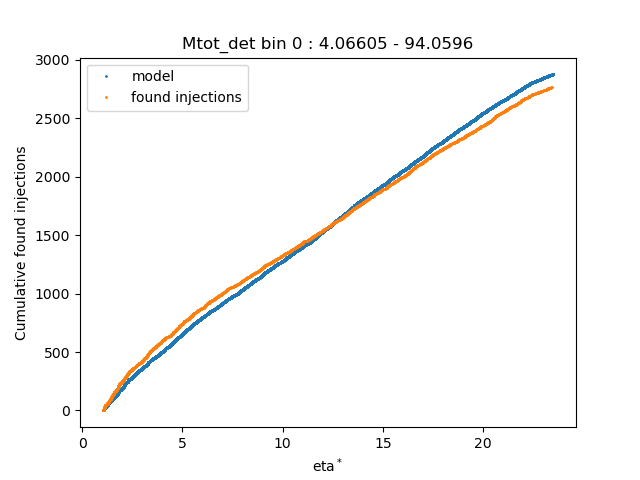 Mtot_det bin 0 : 4.06605 - 94.0596
model
found injections
3000
2500
2000
1500
1000
500
0
Cumulative found injections
0 5 10 15 20
eta*